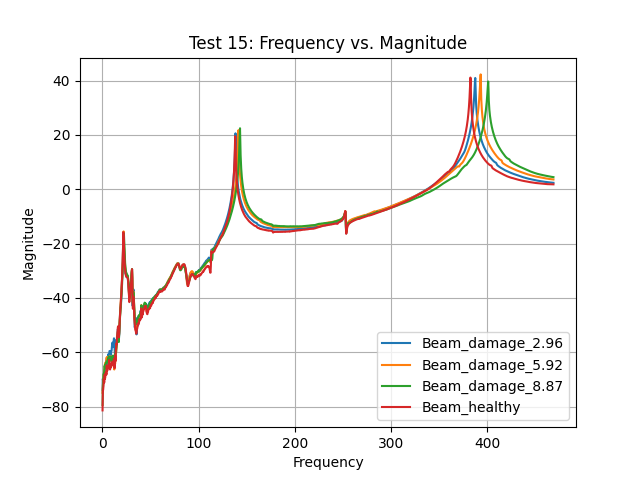 Test 15: Frequency vs. Magnitude
Magnitude
40
20
0
−20
−40
−60
−80
Beam_damage_2.96
Beam_damage_5.92
Beam_damage_8.87
Beam_healthy
0
100
200
300
400
Frequency